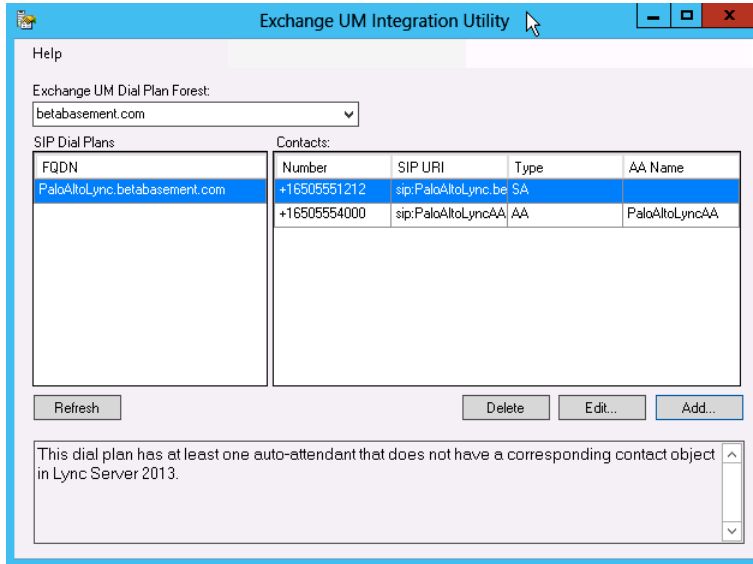 Exchange UM Integration Utility
Help
Exchange UM Dial Plan Forest:
betabasement.com
SIP Dial Plans
Contacts:
FQDN
Number SIP URI Type AA Name
PaloAltoLync.betabasement.com
+16505551212 sip:PaloAltoLync.be SA
+16505554000 sip:PaloAltoLyncAA AA PaloAltoLyncAA
Refresh
Delete
Edit...
Add...
This dial plan has at least one auto-attendant that does not have a corresponding contact object
in Lync Server 2013.